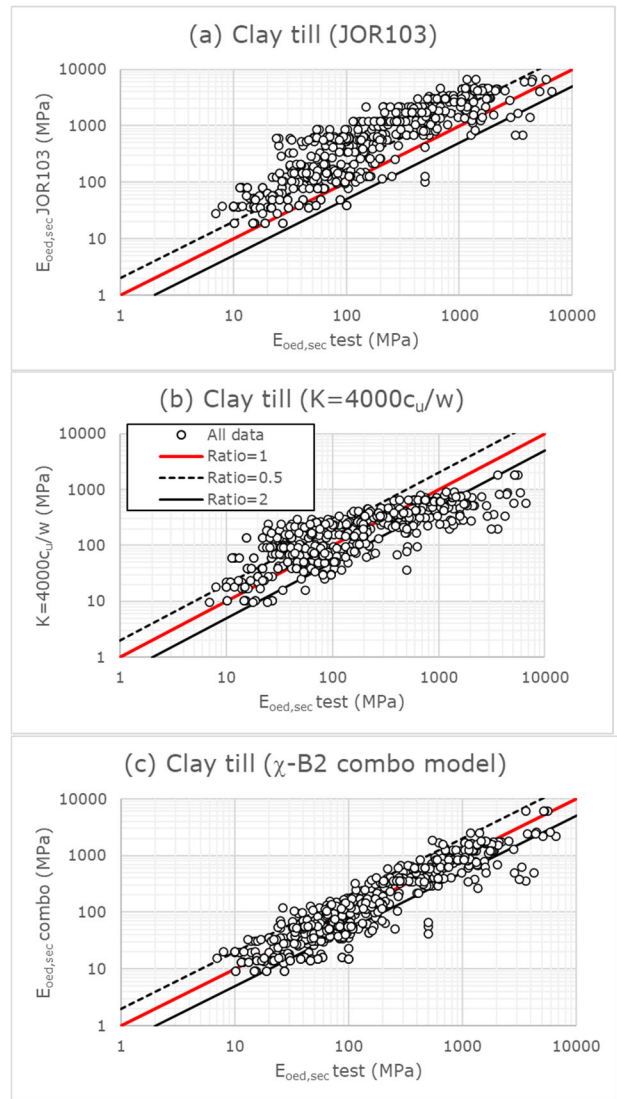 (a) Clay till (JOR103)
10000
1000
100
10
1
E_oed,sec JOR103 (MPa)
1 10 100 1000 10000
E_oed,sec test (MPa)
(b) Clay till (K=4000c_u/w)
All data
Ratio=1
Ratio=0.5
Ratio=2
10000
1000
100
10
1
K=4000c_u/w (MPa)
1 10 100 1000 10000
E_oed,sec test (MPa)
(c) Clay till (χ-B2 combo model)
10000
1000
100
10
1
E_oed,sec combo (MPa)
1 10 100 1000 10000
E_oed,sec test (MPa)